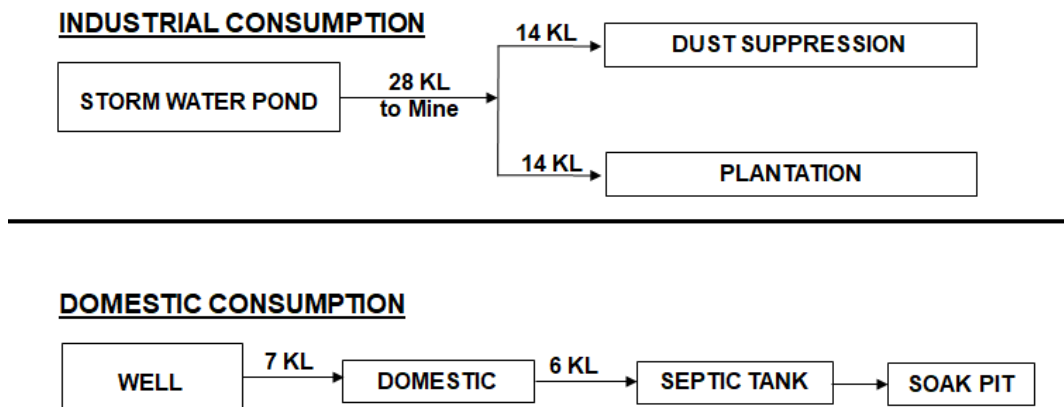 INDUSTRIAL CONSUMPTION
14 KL
DUST SUPPRESSION
STORM WATER POND
28 KL
to Mine
14 KL
PLANTATION
DOMESTIC CONSUMPTION
WELL
7 KL
DOMESTIC
6 KL
SEPTIC TANK
SOAK PIT